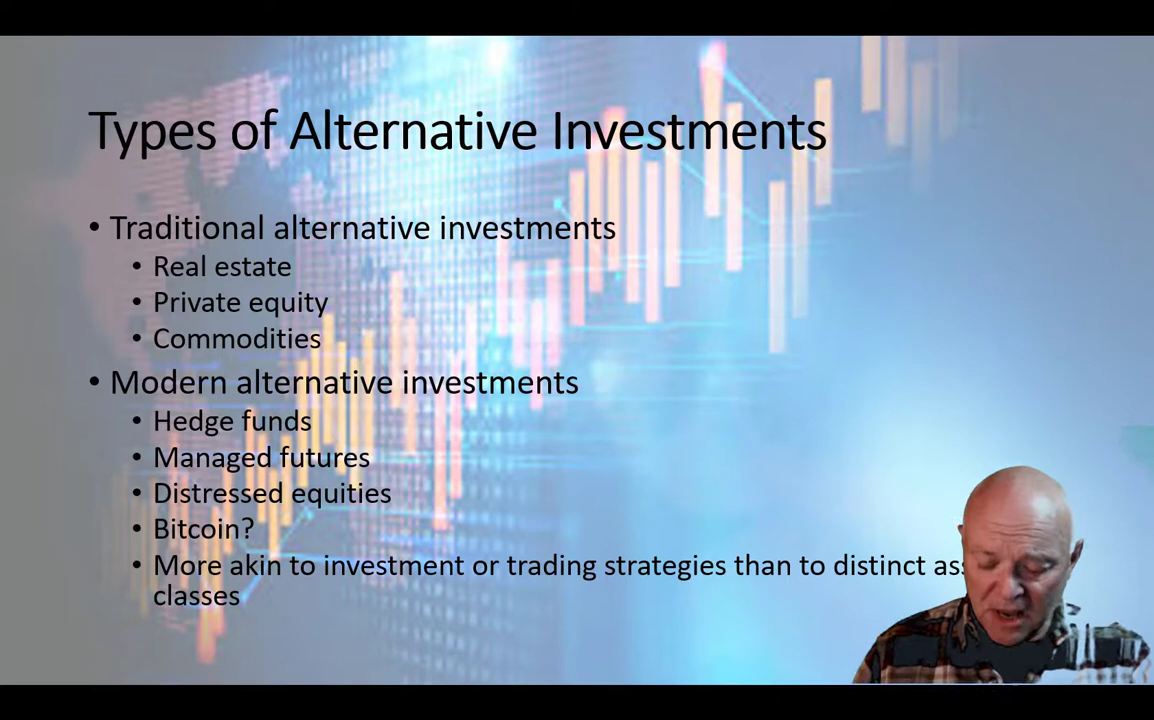 Types of Alternative Investments
• Traditional alternative investments
• Real estate
• Private equity
• Commodities
• Modern alternative investments
• Hedge funds
• Managed futures
• Distressed equities
• Bitcoin?
• More akin to investment or trading strategies than to distinct
classes